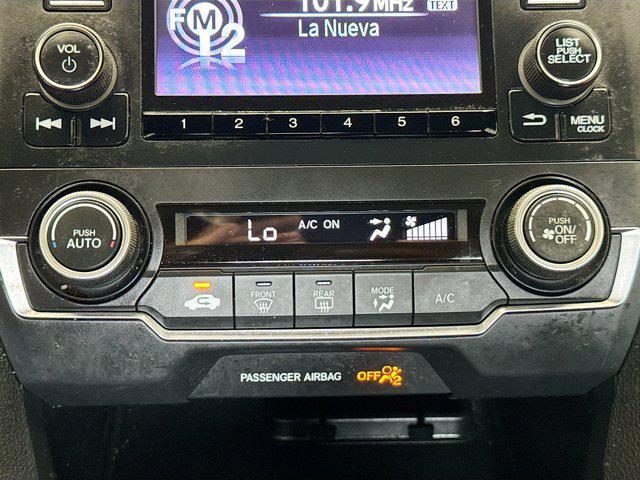 FM 101.9MHz TEXT
12
La Nueva
VOL
LIST
PUSH
SELECT
MENU
CLOCK
1 2 3 4 5 6
PUSH
AUTO
Lo A/C ON
PUSH
ON/
OFF
FRONT REAR MODE A/C
PASSENGER AIRBAG OFF 2